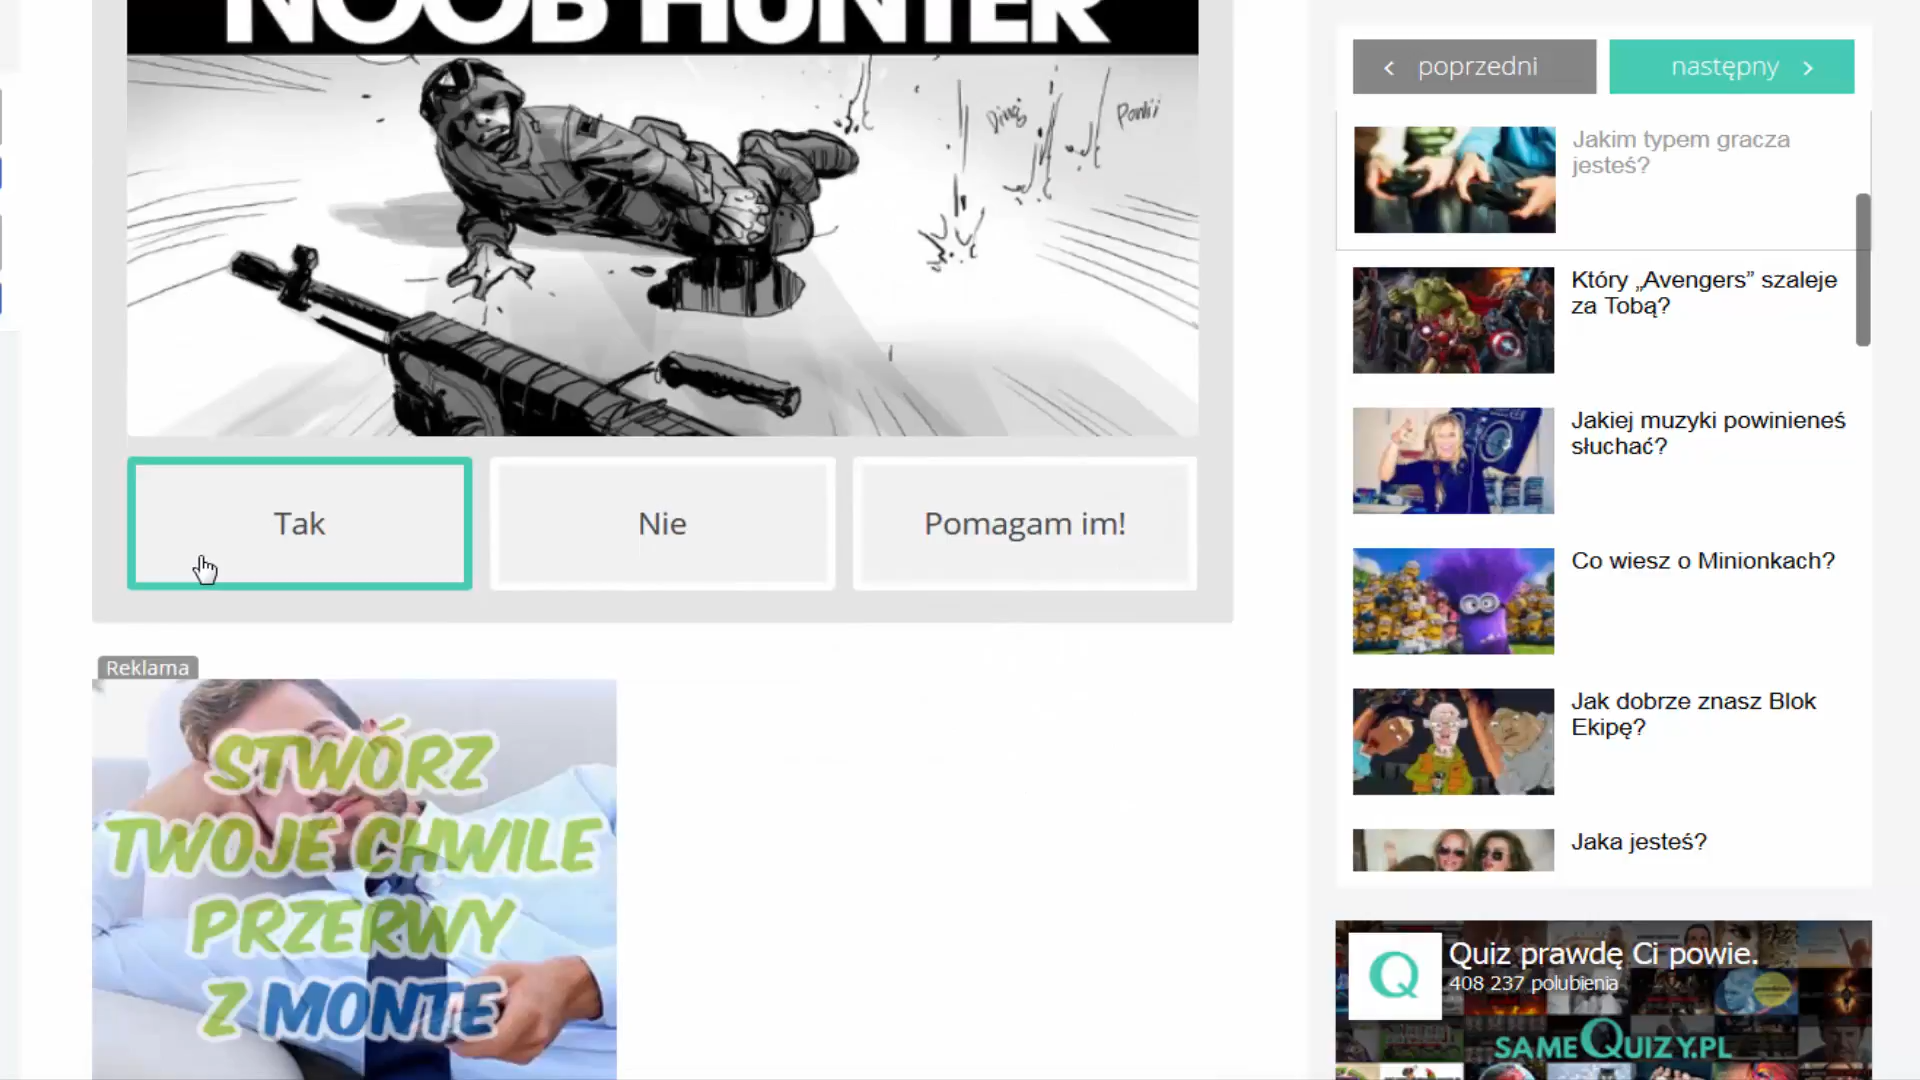 NOOB HUNTER
Tak
Nie
Pomagam im!
Reklama
STWÓRZ
TWOJE CHWILE
PRZERWY
Z MONTE
poprzedni
następny
Jakim typem gracza
jesteś?
Który „Avengers” szaleje
za Tobą?
Jakiej muzyki powinieneś
słuchać?
Co wiesz o Minionkach?
Jak dobrze znasz Blok
Ekipę?
Jaka jesteś?
Q
Quiz prawdę Ci powie.
408 237 polubienia
SAMEQUIZY.PL